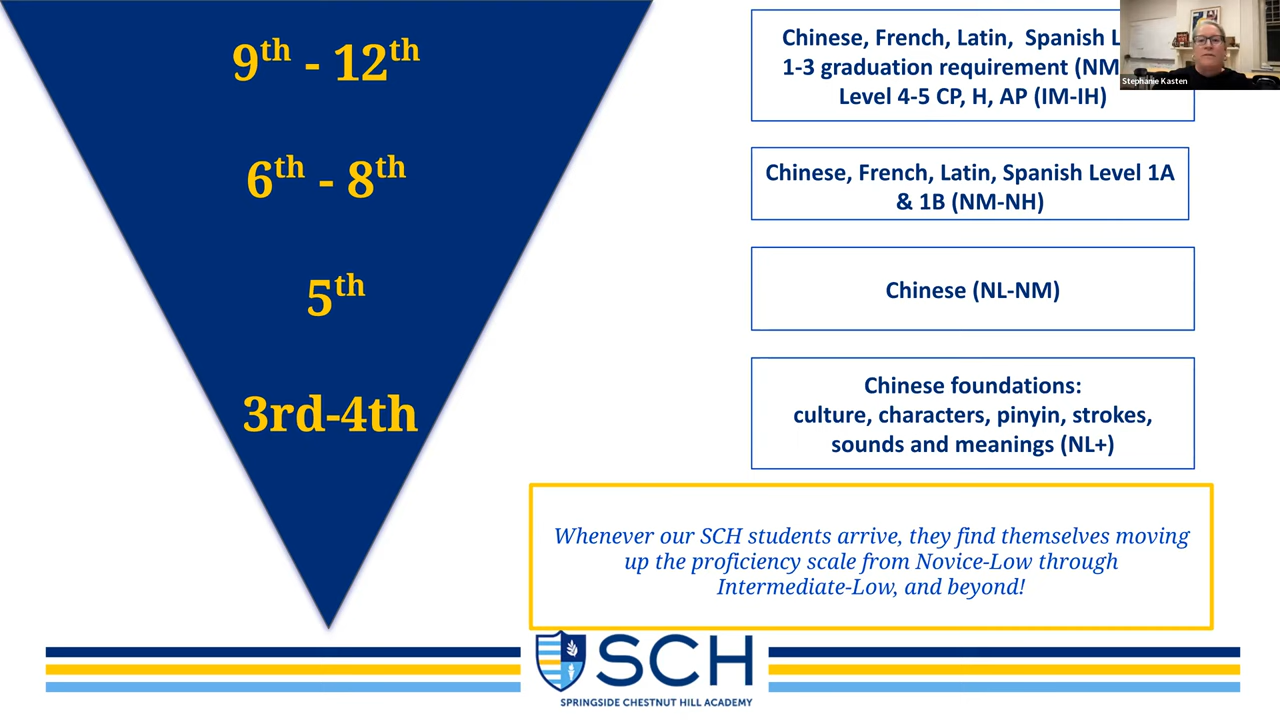 9th - 12th
Chinese, French, Latin, Spanish L
1-3 graduation requirement (NM
Level 4-5 CP, H, AP (IM-IH)
Stephanie Kasten
6th - 8th
Chinese, French, Latin, Spanish Level 1A
& 1B (NM-NH)
5th
Chinese (NL-NM)
3rd-4th
Chinese foundations:
culture, characters, pinyin, strokes,
sounds and meanings (NL+)
Whenever our SCH students arrive, they find themselves moving
up the proficiency scale from Novice-Low through
Intermediate-Low, and beyond!
SCH
SPRINGSIDE CHESTNUT HILL ACADEMY